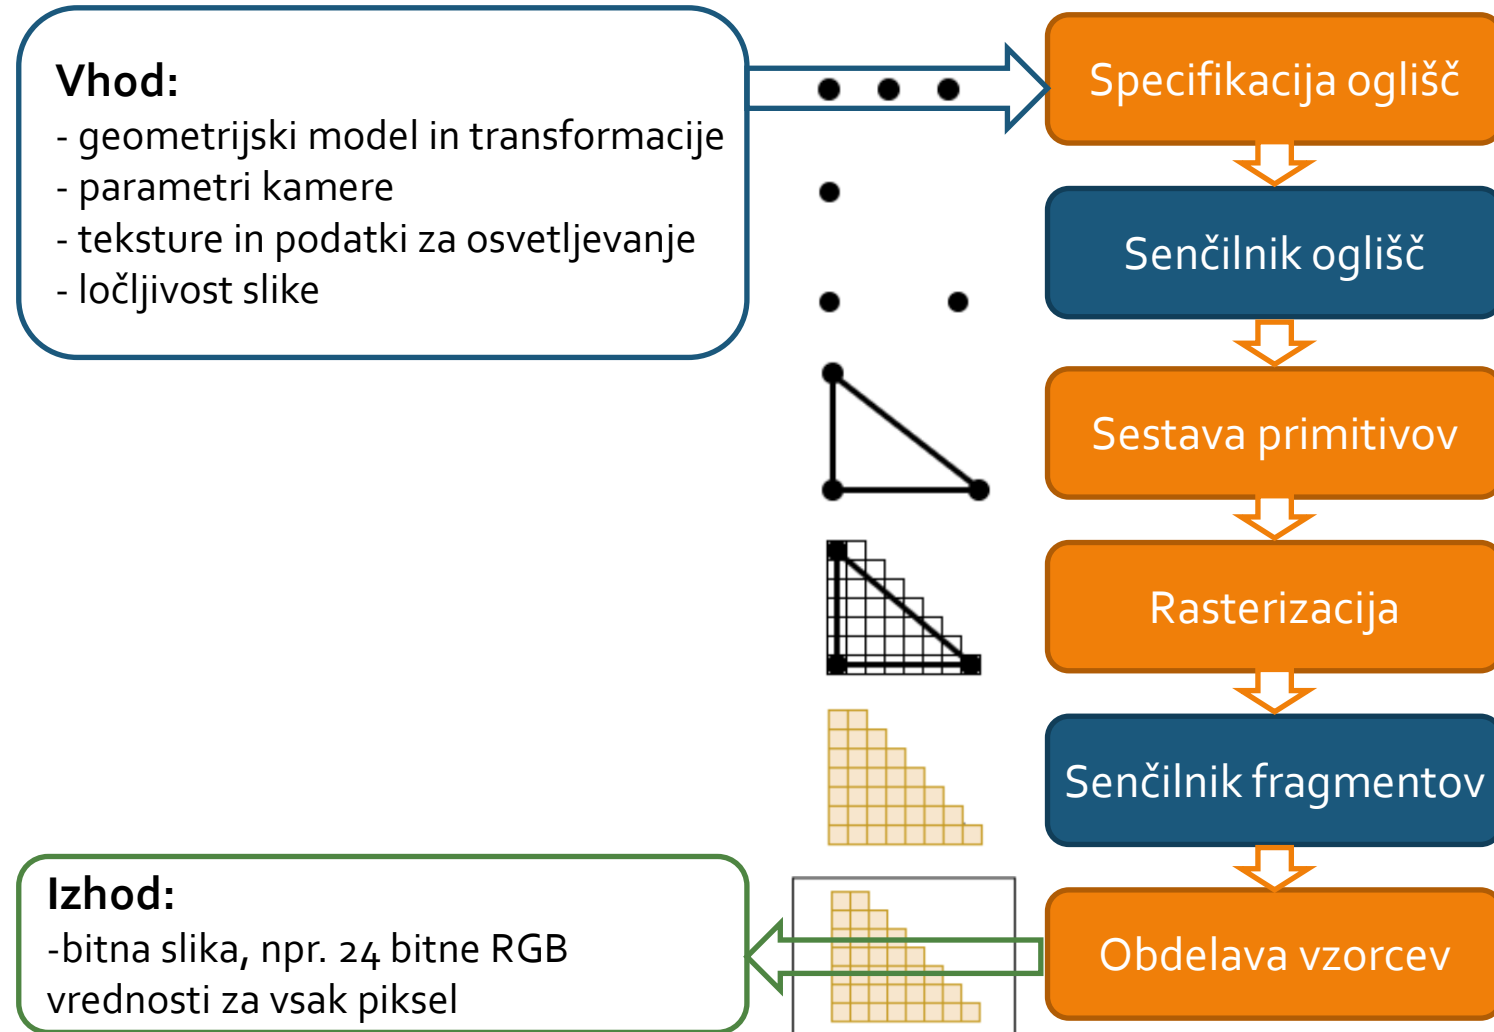 Vhod:
- geometrijski model in transformacije
- parametri kamere
- teksture in podatki za osvetljevanje
- ločljivost slike
Specifikacija oglišč
Senčilnik oglišč
Sestava primitivov
Rasterizacija
Senčilnik fragmentov
Obdelava vzorcev
Izhod:
-bitna slika, npr. 24 bitne RGB
vrednosti za vsak piksel